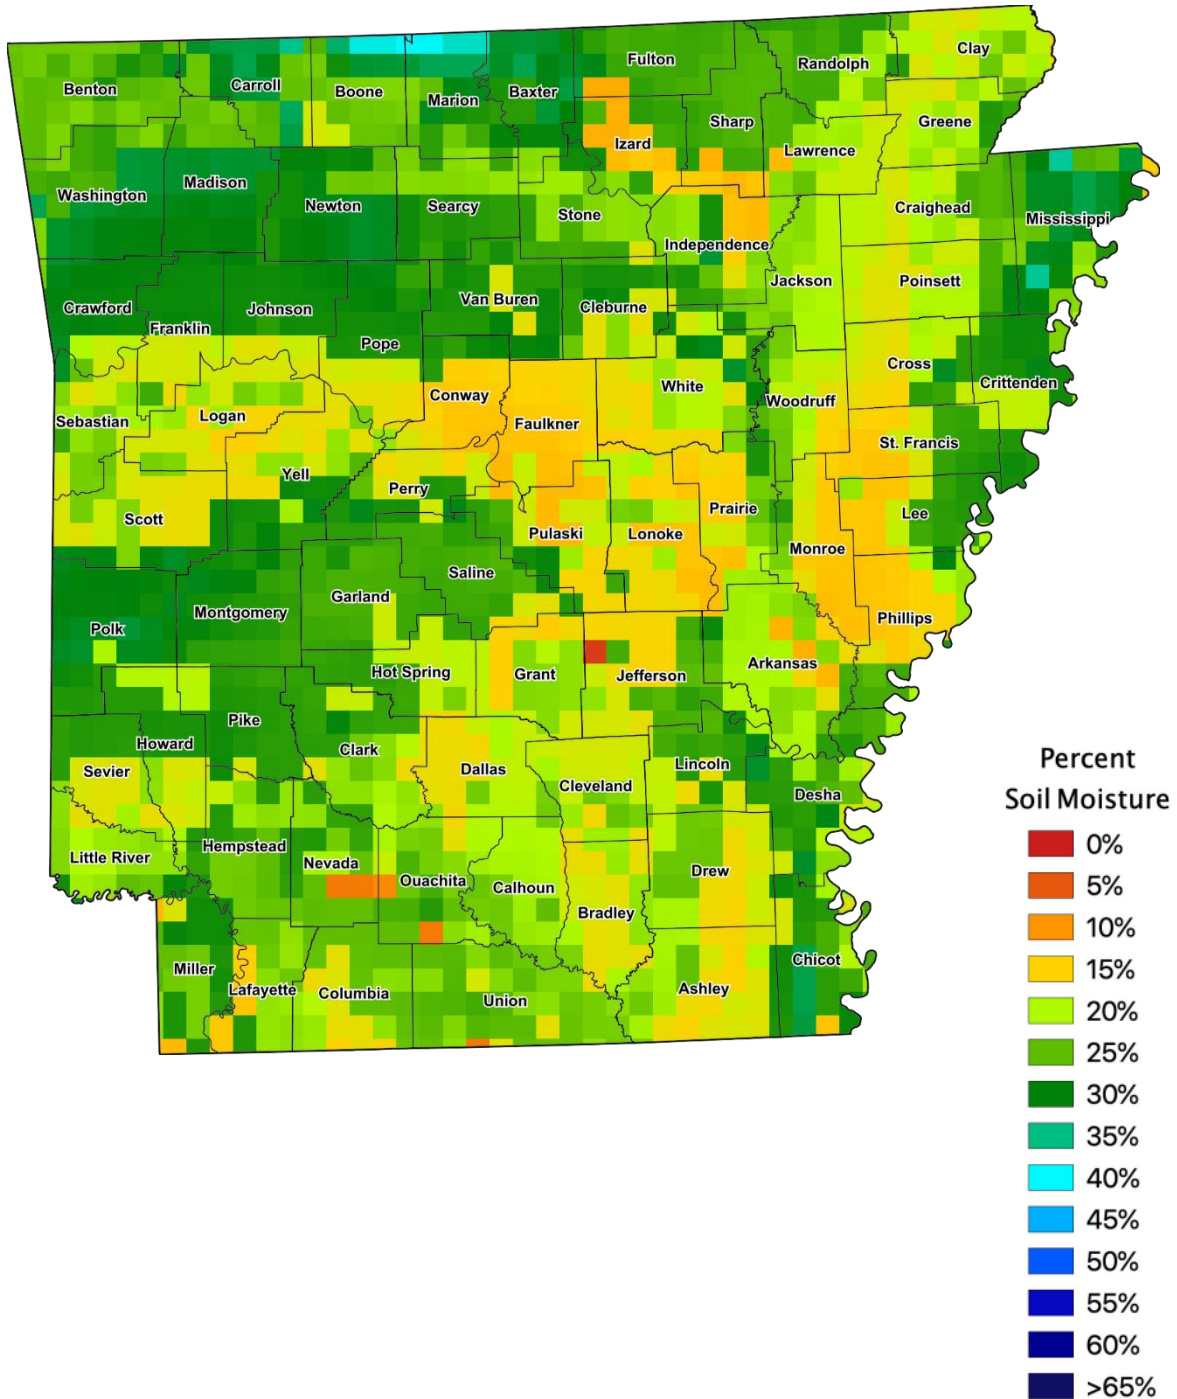 Clay
Fulton
Randolph
Benton
Carroll
Boone
Marion
Baxter
Sharp
Greene
Izard
Lawrence
Washington
Madison
Newton
Searcy
Stone
Craighead
Mississippi
Independence
Jackson
Poinsett
Crawford
Johnson
Van Buren
Cleburne
Franklin
Pope
Cross
Crittenden
White
Woodruff
Conway
Logan
Sebastian
Faulkner
St. Francis
Yell
Perry
Prairie
Lee
Scott
Pulaski
Lonoke
Monroe
Saline
Garland
Montgomery
Polk
Phillips
Hot Spring
Grant
Jefferson
Arkansas
Pike
Howard
Clark
Sevier
Dallas
Cleveland
Lincoln
Desha
Little River
Hempstead
Nevada
Ouachita
Calhoun
Drew
Bradley
Miller
Lafayette
Columbia
Union
Ashley
Chicot
Percent
Soil Moisture
0%
5%
10%
15%
20%
25%
30%
35%
40%
45%
50%
55%
60%
>65%